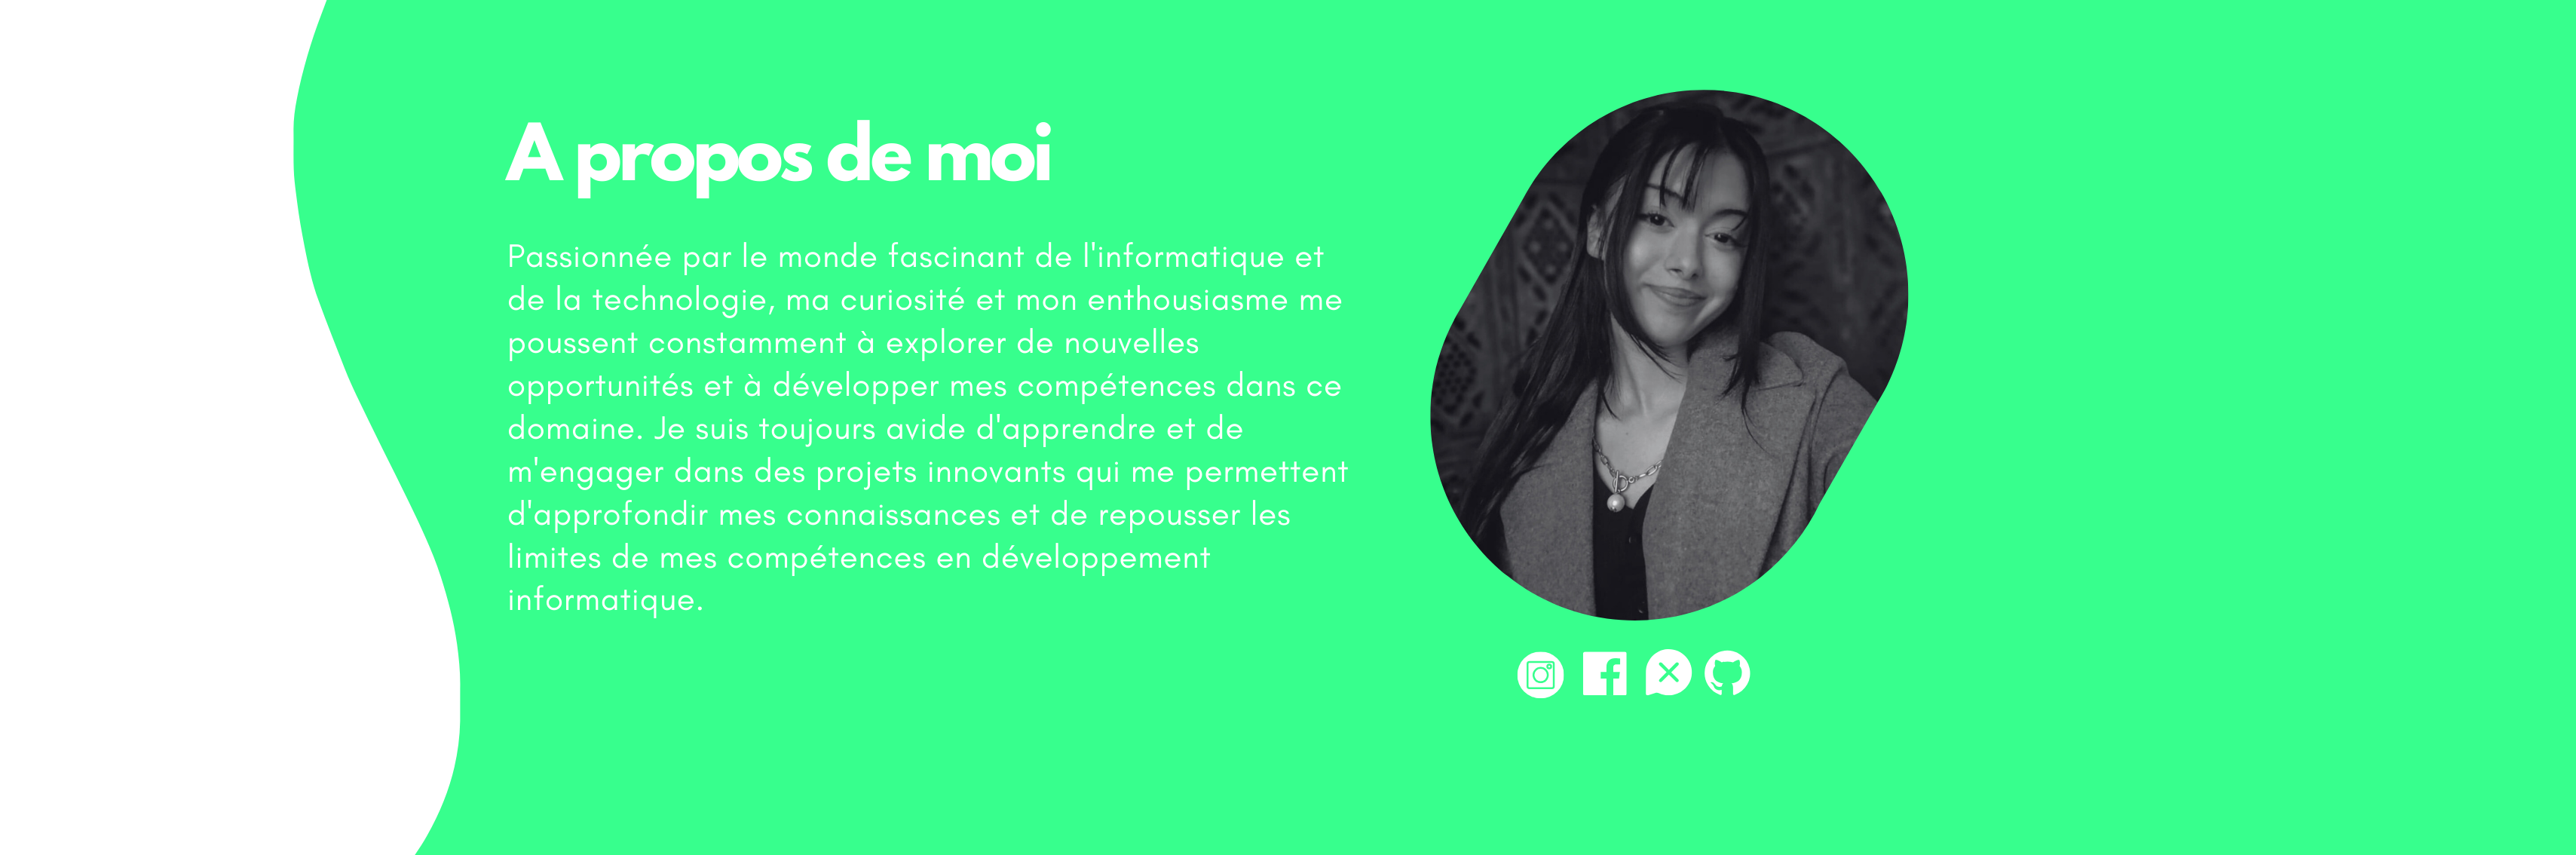 A propos de moi
Passionnée par le monde fascinant de l'informatique et
de la technologie, ma curiosité et mon enthousiasme me
poussent constamment à explorer de nouvelles
opportunités et à développer mes compétences dans ce
domaine. Je suis toujours avide d'apprendre et de
m'engager dans des projets innovants qui me permettent
d'approfondir mes connaissances et de repousser les
limites de mes compétences en développement
informatique.